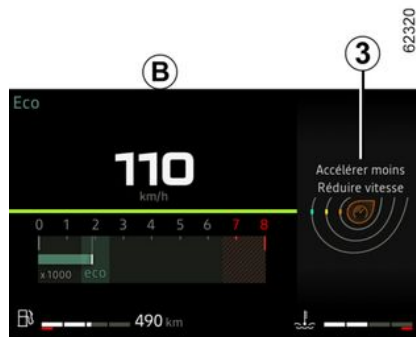 62320
B
3
Eco
110
km/h
Accélérer moins
Réduire vitesse
0 1 2 3 4 5 6 7 8
x1000 eco
490 km